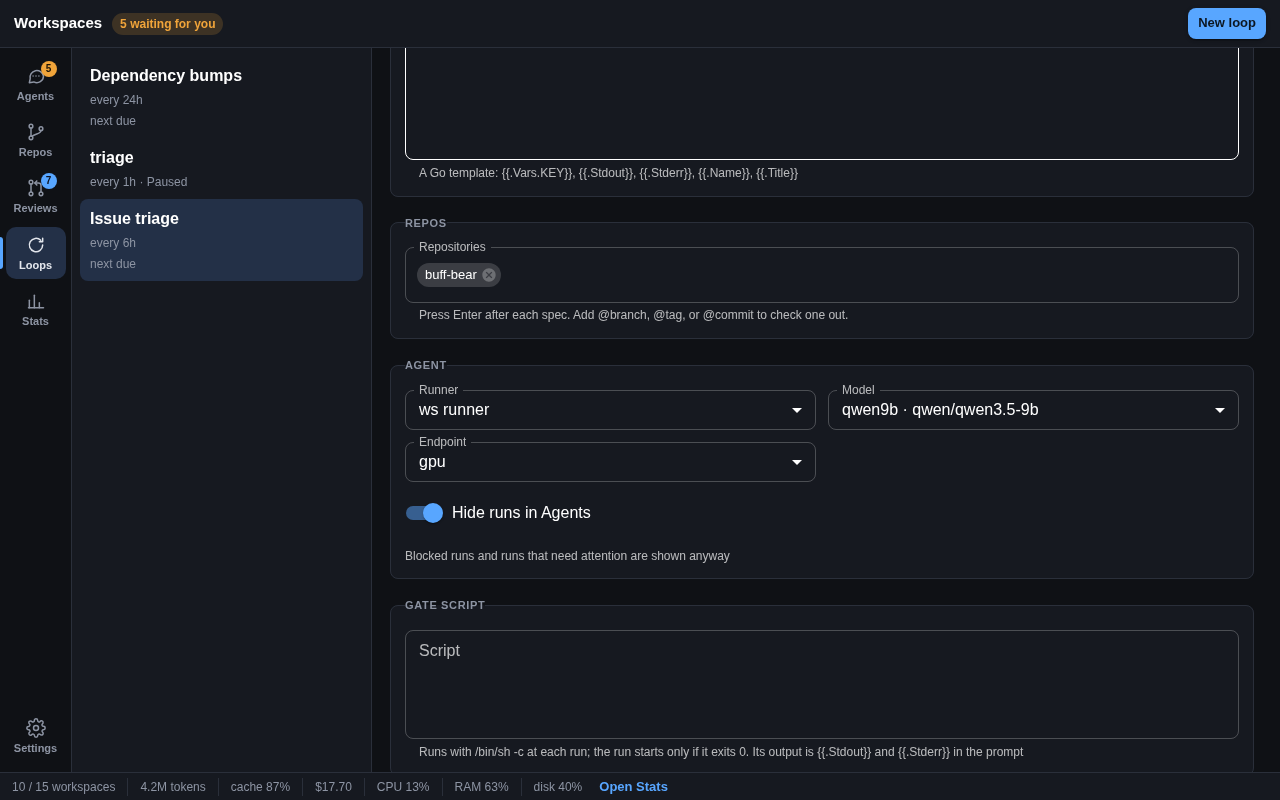 Workspaces
5 waiting for you
New loop
5
Agents
Repos
7
Reviews
Loops
Stats
Settings
Dependency bumps
every 24h
next due
triage
every 1h · Paused
Issue triage
every 6h
next due
A Go template: {{.Vars.KEY}}, {{.Stdout}}, {{.Stderr}}, {{.Name}}, {{.Title}}
REPOS
Repositories
buff-bear
Press Enter after each spec. Add @branch, @tag, or @commit to check one out.
AGENT
Runner
ws runner
Model
qwen9b · qwen/qwen3.5-9b
Endpoint
gpu
Hide runs in Agents
Blocked runs and runs that need attention are shown anyway
GATE SCRIPT
Script
Runs with /bin/sh -c at each run; the run starts only if it exits 0. Its output is {{.Stdout}} and {{.Stderr}} in the prompt
10 / 15 workspaces
4.2M tokens
cache 87%
$17.70
CPU 13%
RAM 63%
disk 40%
Open Stats